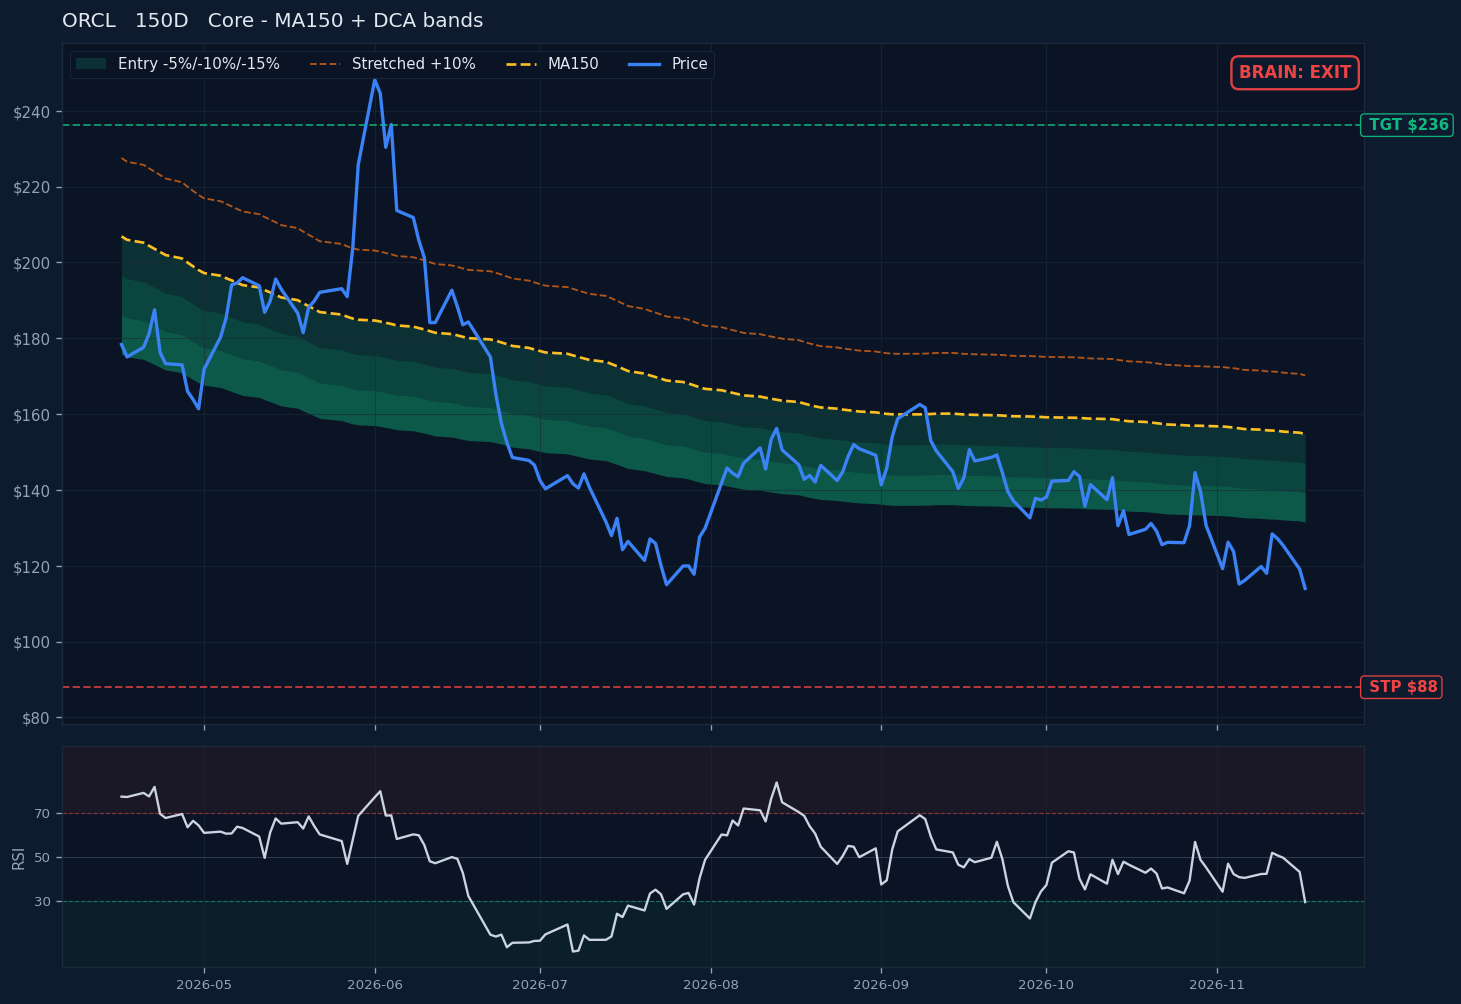 ORCL   150D   Core - MA150 + DCA bands
Entry -5%/-10%/-15%   Stretched +10%   MA150   Price
BRAIN: EXIT
$240
TGT $236
$220
$200
$180
$160
$140
$120
$100
STP $88
$80
70
50
30
RSI
2026-05   2026-06   2026-07   2026-08   2026-09   2026-10   2026-11